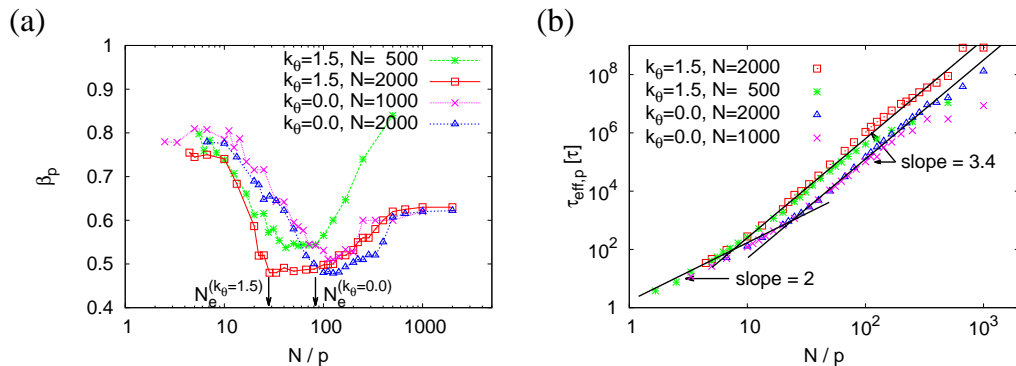 (a)
k_θ=1.5, N= 500
k_θ=1.5, N=2000
k_θ=0.0, N=1000
k_θ=0.0, N=2000
1
0.9
0.8
0.7
0.6
0.5
0.4
β_p
N_e^(k_θ=1.5)
N_e^(k_θ=0.0)
1 10 100 1000
N / p
(b)
k_θ=1.5, N=2000
k_θ=1.5, N= 500
k_θ=0.0, N=2000
k_θ=0.0, N=1000
10^8
10^6
10^4
10^2
1
τ_eff,p [τ]
slope = 3.4
slope = 2
1 10 10^2 10^3
N / p